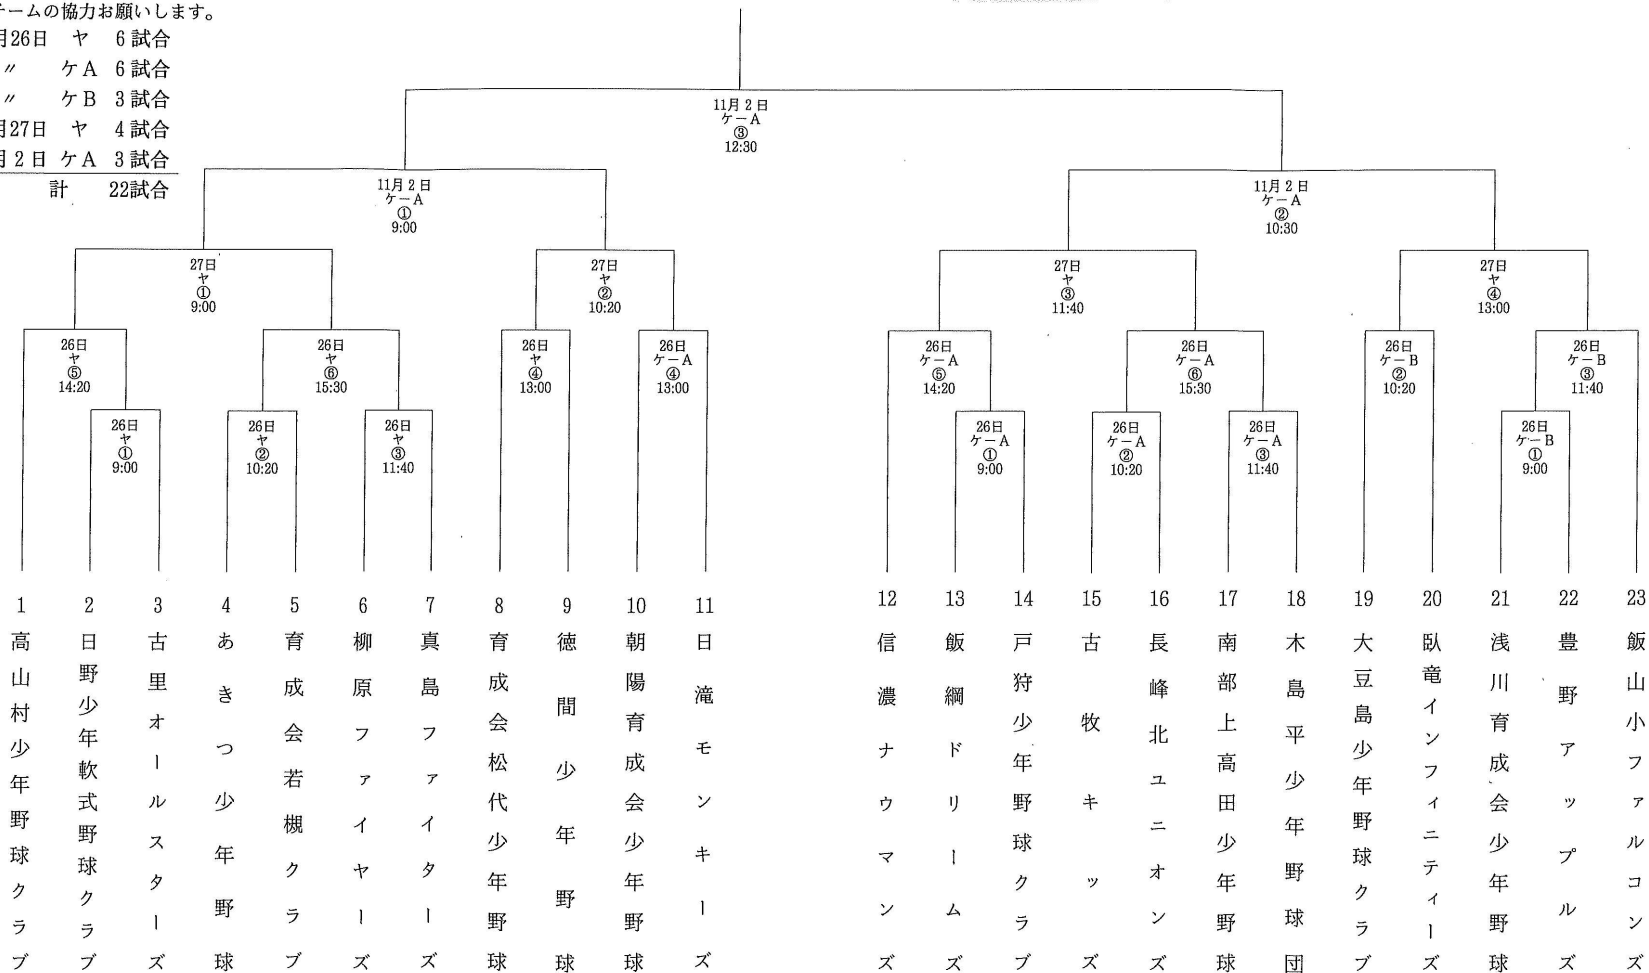 チームの協力お願いします。
月26日 ヤ 6試合
〃 ケA 6試合
〃 ケB 3試合
月27日 ヤ 4試合
月2日 ケA 3試合
計 22試合
11月2日
ケーA
③
12:30
11月2日
ケーA
①
9:00
11月2日
ケーA
②
10:30
27日
ヤ
①
9:00
27日
ヤ
②
10:20
27日
ヤ
③
11:40
27日
ヤ
④
13:00
26日
ヤ
⑤
14:20
26日
ヤ
⑥
15:30
26日
ヤ
④
13:00
26日
ケーA
④
13:00
26日
ケーA
⑤
14:20
26日
ケーA
⑥
15:30
26日
ケーB
②
10:20
26日
ケーB
③
11:40
26日
ヤ
①
9:00
26日
ヤ
②
10:20
26日
ヤ
③
11:40
26日
ケーA
①
9:00
26日
ケーA
②
10:20
26日
ケーA
③
11:40
26日
ケーB
①
9:00
1 高山村少年野球クラブ
2 日野少年軟式野球クラブ
3 古里オールスターズ
4 あきつ少年野球
5 育成会若槻クラブ
6 柳原ファイヤーズ
7 真島ファイターズ
8 育成会松代少年野球
9 徳間少年野球
10 朝陽育成会少年野球
11 日滝モンキーズ
12 信濃ナウマンズ
13 飯綱ドリームズ
14 戸狩少年野球クラブ
15 古牧キッズ
16 長峰北ユニオンズ
17 南部上高田少年野球
18 木島平少年野球団
19 大豆島少年野球クラブ
20 臥竜インフィニティーズ
21 浅川育成会少年野球
22 豊野アップルズ
23 飯山小ファルコンズ